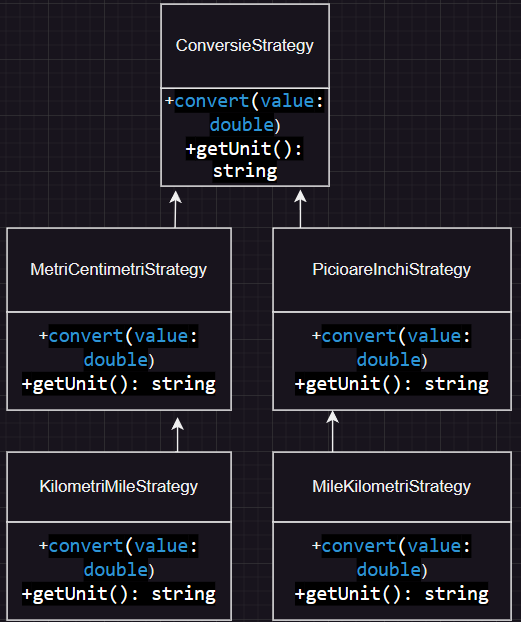 ConversieStrategy
+convert(value:
double)
+getUnit():
string
MetriCentimetriStrategy
+convert(value:
double)
+getUnit(): string
PicioareInchiStrategy
+convert(value:
double)
+getUnit(): string
KilometriMileStrategy
+convert(value:
double)
+getUnit(): string
MileKilometriStrategy
+convert(value:
double)
+getUnit(): string